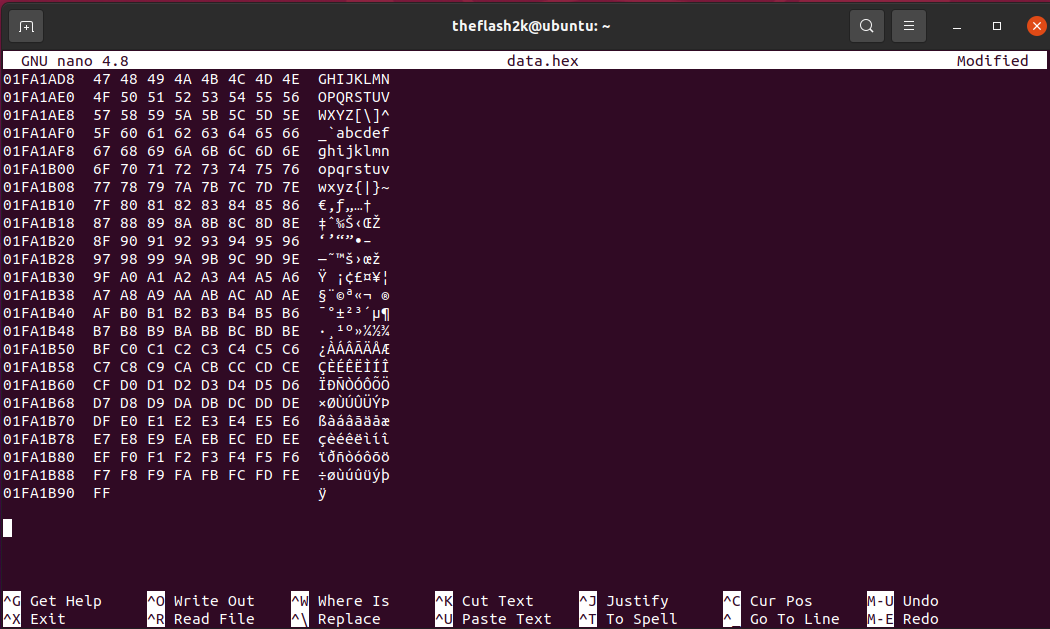 theflash2k@ubuntu: ~
GNU nano 4.8 data.hex Modified
01FA1AD8 47 48 49 4A 4B 4C 4D 4E GHIJKLMN
01FA1AE0 4F 50 51 52 53 54 55 56 OPQRSTUV
01FA1AE8 57 58 59 5A 5B 5C 5D 5E WXYZ[\]^
01FA1AF0 5F 60 61 62 63 64 65 66 _`abcdef
01FA1AF8 67 68 69 6A 6B 6C 6D 6E ghijklmn
01FA1B00 6F 70 71 72 73 74 75 76 opqrstuv
01FA1B08 77 78 79 7A 7B 7C 7D 7E wxyz{|}~
01FA1B10 7F 80 81 82 83 84 85 86 €‚ƒ„…†
01FA1B18 87 88 89 8A 8B 8C 8D 8E ‡ˆ‰Š‹ŒŽ
01FA1B20 8F 90 91 92 93 94 95 96 ‘’“”•–
01FA1B28 97 98 99 9A 9B 9C 9D 9E —˜™š›œž
01FA1B30 9F A0 A1 A2 A3 A4 A5 A6 Ÿ ¡¢£¤¥¦
01FA1B38 A7 A8 A9 AA AB AC AD AE §¨©ª«¬ ®
01FA1B40 AF B0 B1 B2 B3 B4 B5 B6 ¯°±²³´µ¶
01FA1B48 B7 B8 B9 BA BB BC BD BE ·¸¹º»¼½¾
01FA1B50 BF C0 C1 C2 C3 C4 C5 C6 ¿ÀÁÂÃÄÅÆ
01FA1B58 C7 C8 C9 CA CB CC CD CE ÇÈÉÊËÌÍÎ
01FA1B60 CF D0 D1 D2 D3 D4 D5 D6 ÏÐÑÒÓÔÕÖ
01FA1B68 D7 D8 D9 DA DB DC DD DE ×ØÙÚÛÜÝÞ
01FA1B70 DF E0 E1 E2 E3 E4 E5 E6 ßàáâãäåæ
01FA1B78 E7 E8 E9 EA EB EC ED EE çèéêëìíî
01FA1B80 EF F0 F1 F2 F3 F4 F5 F6 ïðñòóôõö
01FA1B88 F7 F8 F9 FA FB FC FD FE ÷øùúûüýþ
01FA1B90 FF ÿ
^G Get Help ^O Write Out ^W Where Is ^K Cut Text ^J Justify ^C Cur Pos M-U Undo
^X Exit ^R Read File ^\ Replace ^U Paste Text ^T To Spell ^_ Go To Line M-E Redo